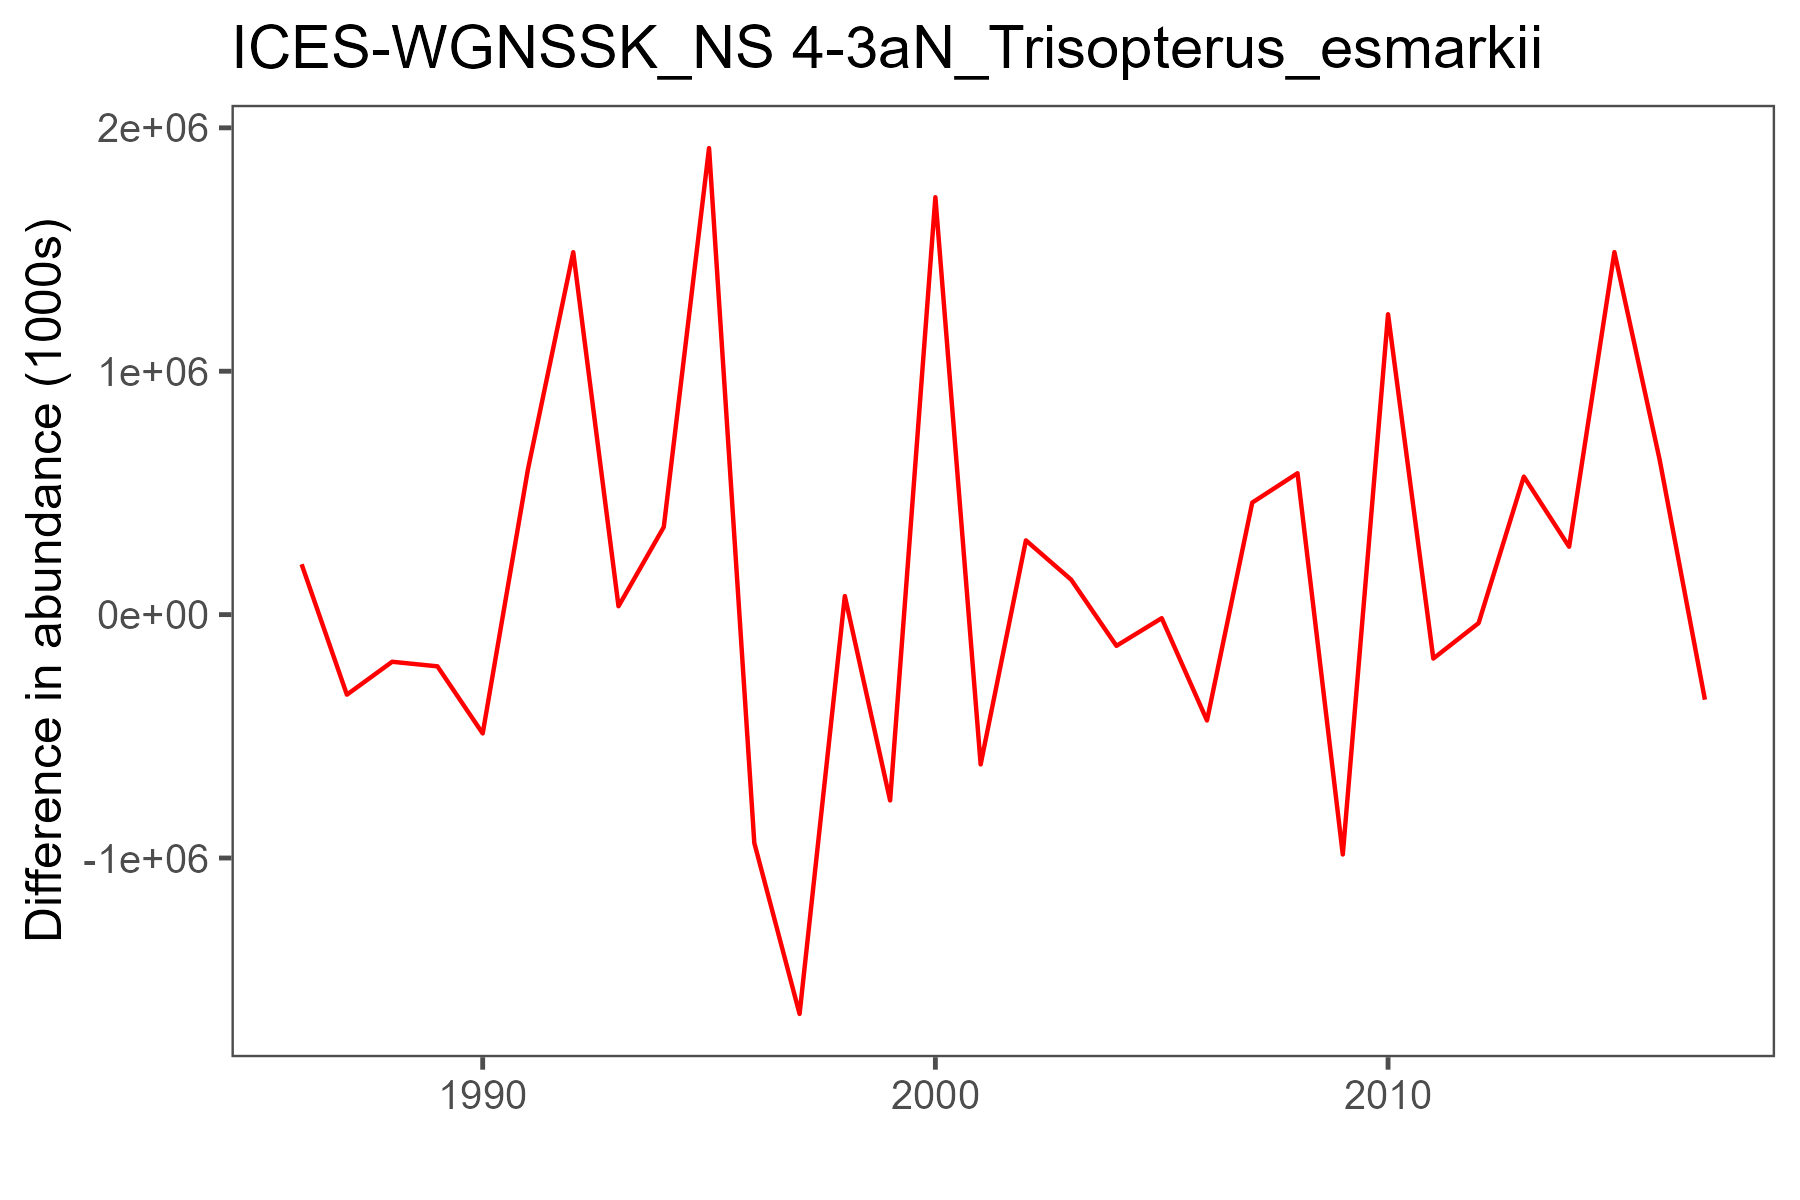 ICES-WGNSSK_NS 4-3aN_Trisopterus_esmarkii
Difference in abundance (1000s)
2e+06
1e+06
0e+00
-1e+06
1990
2000
2010